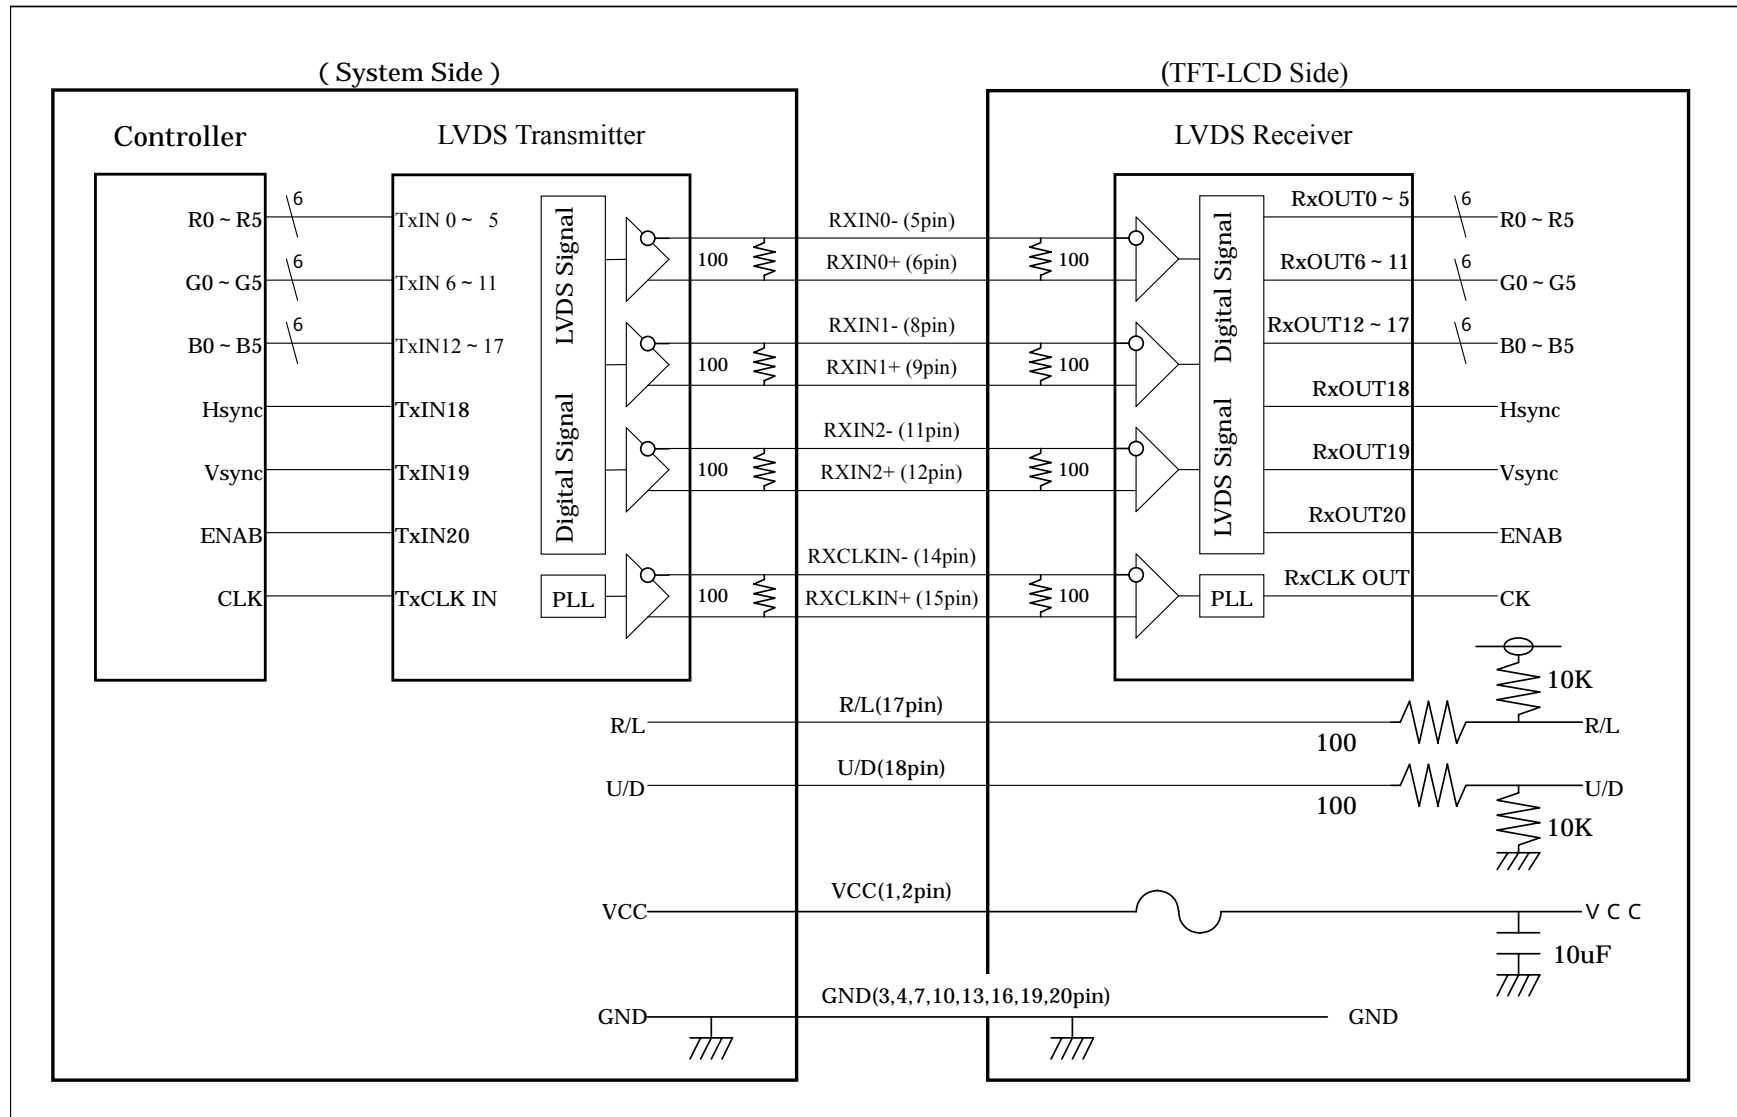 ( System Side )
(TFT-LCD Side)
Controller
LVDS Transmitter
LVDS Receiver
R0 ~ R5
6
TxIN 0 ~ 5
G0 ~ G5
6
TxIN 6 ~ 11
B0 ~ B5
6
TxIN12 ~ 17
Hsync
TxIN18
Vsync
TxIN19
ENAB
TxIN20
CLK
TxCLK IN
LVDS Signal
Digital Signal
PLL
100
100
100
100
RXIN0- (5pin)
RXIN0+ (6pin)
RXIN1- (8pin)
RXIN1+ (9pin)
RXIN2- (11pin)
RXIN2+ (12pin)
RXCLKIN- (14pin)
RXCLKIN+ (15pin)
100
100
100
100
Digital Signal
LVDS Signal
PLL
RxOUT0 ~ 5
6
R0 ~ R5
RxOUT6 ~ 11
6
G0 ~ G5
RxOUT12 ~ 17
6
B0 ~ B5
RxOUT18
Hsync
RxOUT19
Vsync
RxOUT20
ENAB
RxCLK OUT
CK
10K
R/L
R/L(17pin)
100
R/L
U/D
U/D(18pin)
100
U/D
10K
VCC
VCC(1,2pin)
VCC
10uF
GND
GND(3,4,7,10,13,16,19,20pin)
GND